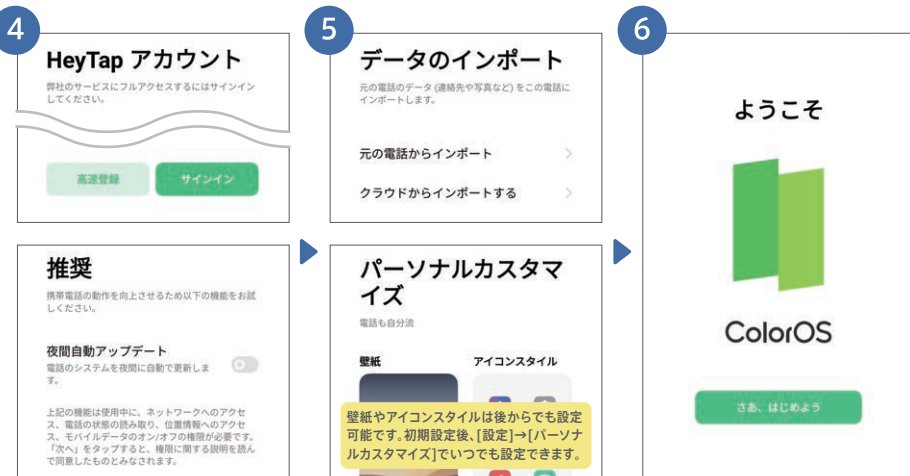 4
HeyTap アカウント
弊社のサービスにフルアクセスするにはサインイン
してください。
高速登録
サインイン
推奨
携帯電話の動作を向上させるため以下の機能をお試
しください。
夜間自動アップデート
電話のシステムを夜間に自動で更新しま
す。
上記の機能は使用中に、ネットワークへのアクセ
ス、電話の状態の読み取り、位置情報へのアクセ
ス、モバイルデータのオン/オフの権限が必要です。
「次へ」をタップすると、権限に関する説明を読ん
で同意したものとみなされます。
5
データのインポート
元の電話のデータ (連絡先や写真など) をこの電話に
インポートします。
元の電話からインポート
クラウドからインポートする
パーソナルカスタマ
イズ
電話も自分流
壁紙
アイコンスタイル
壁紙やアイコンスタイルは後からでも設定
可能です。初期設定後、[設定]→[パーソナ
ルカスタマイズ]でいつでも設定できます。
6
ようこそ
ColorOS
さあ、はじめよう